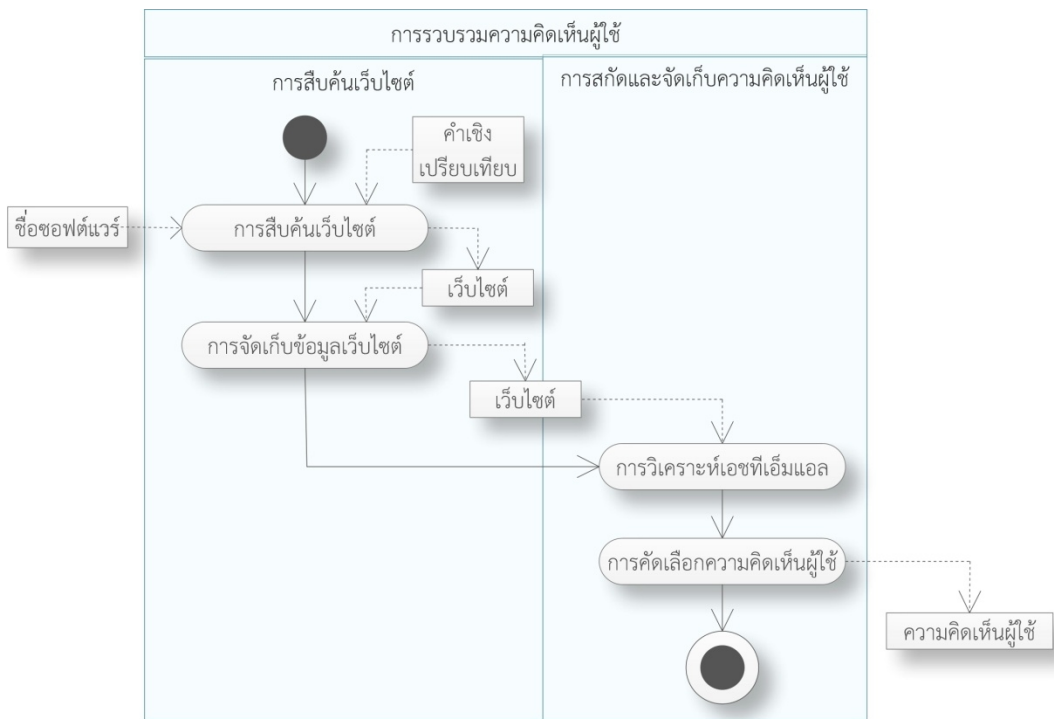 การรวบรวมความคิดเห็นผู้ใช้
การสืบค้นเว็บไซต์
การสกัดและจัดเก็บความคิดเห็นผู้ใช้
คำเชิง
เปรียบเทียบ
ชื่อซอฟต์แวร์
การสืบค้นเว็บไซต์
เว็บไซต์
การจัดเก็บข้อมูลเว็บไซต์
เว็บไซต์
การวิเคราะห์เอชทีเอ็มแอล
การคัดเลือกความคิดเห็นผู้ใช้
ความคิดเห็นผู้ใช้